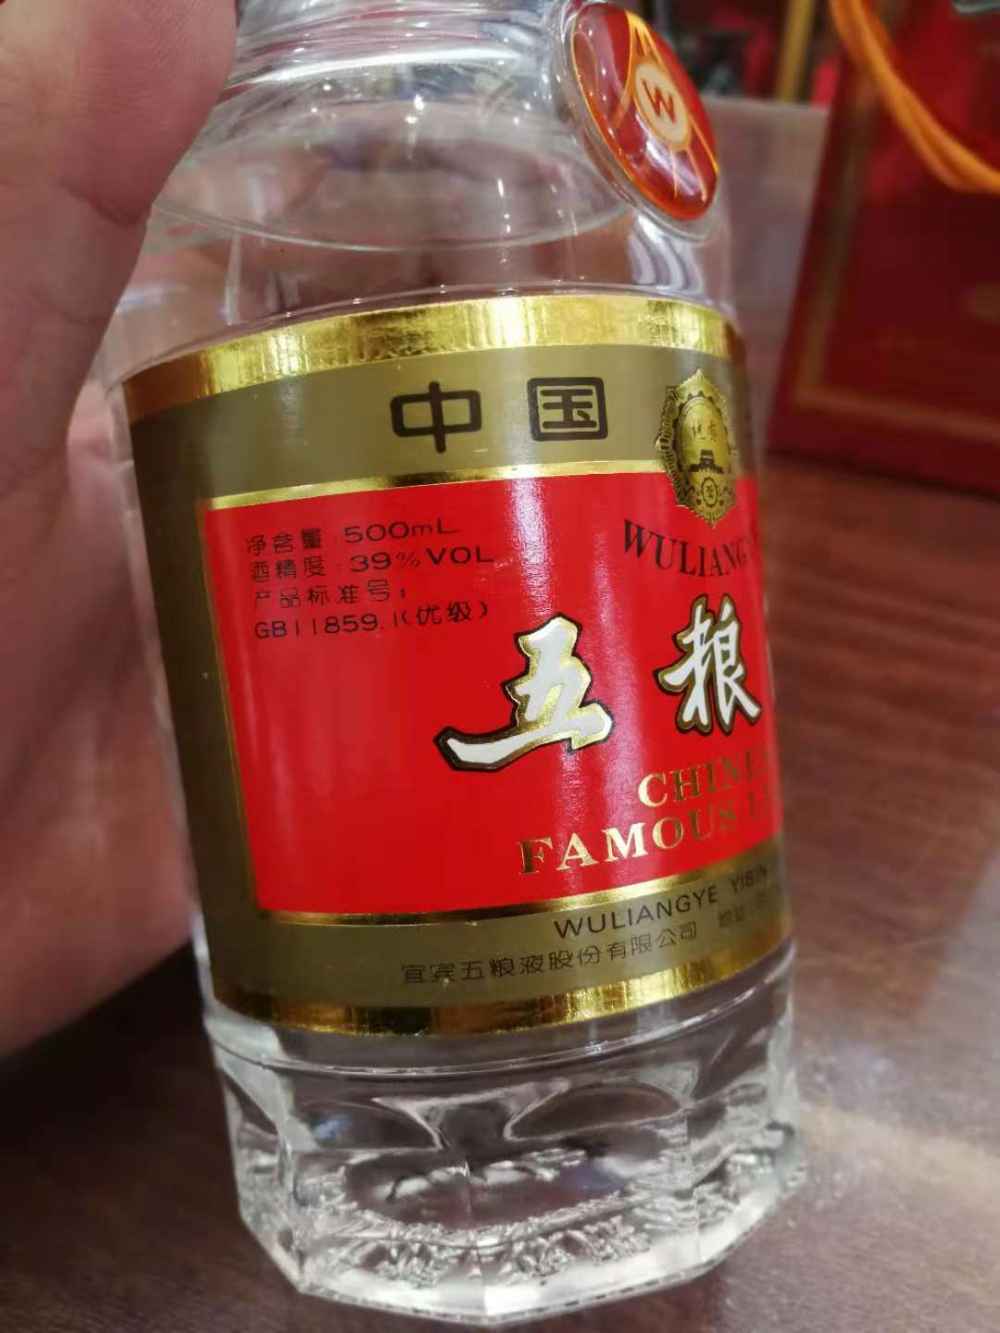 W
中国
净含量:500mL
酒精度:39%VOL
产品标准号:
GB11859.1(优级)
WULIANG
五粮
CHINE
FAMOUS
WULIANGYE YIBIN
宜宾五粮液股份有限公司